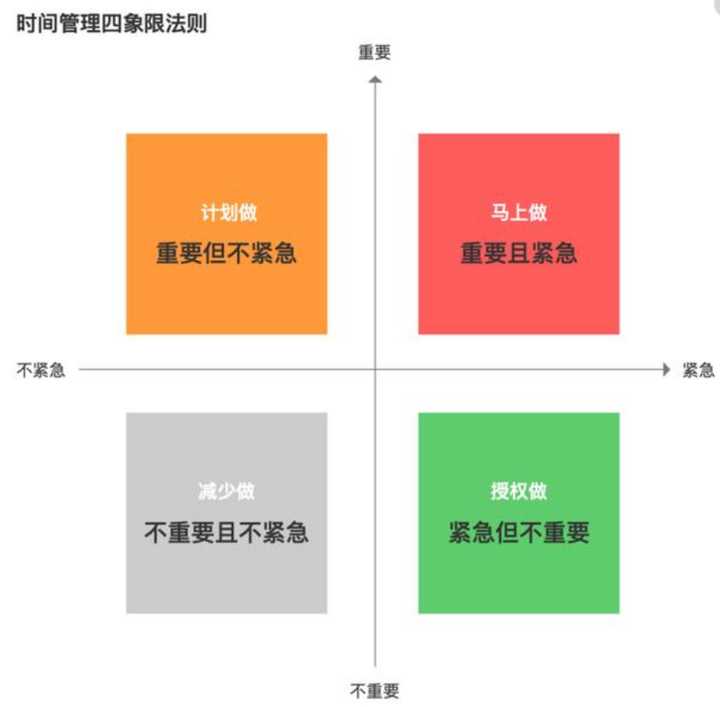 时间管理四象限法则
重要
计划做
重要但不紧急
马上做
重要且紧急
不紧急
紧急
减少做
不重要且不紧急
授权做
紧急但不重要
不重要